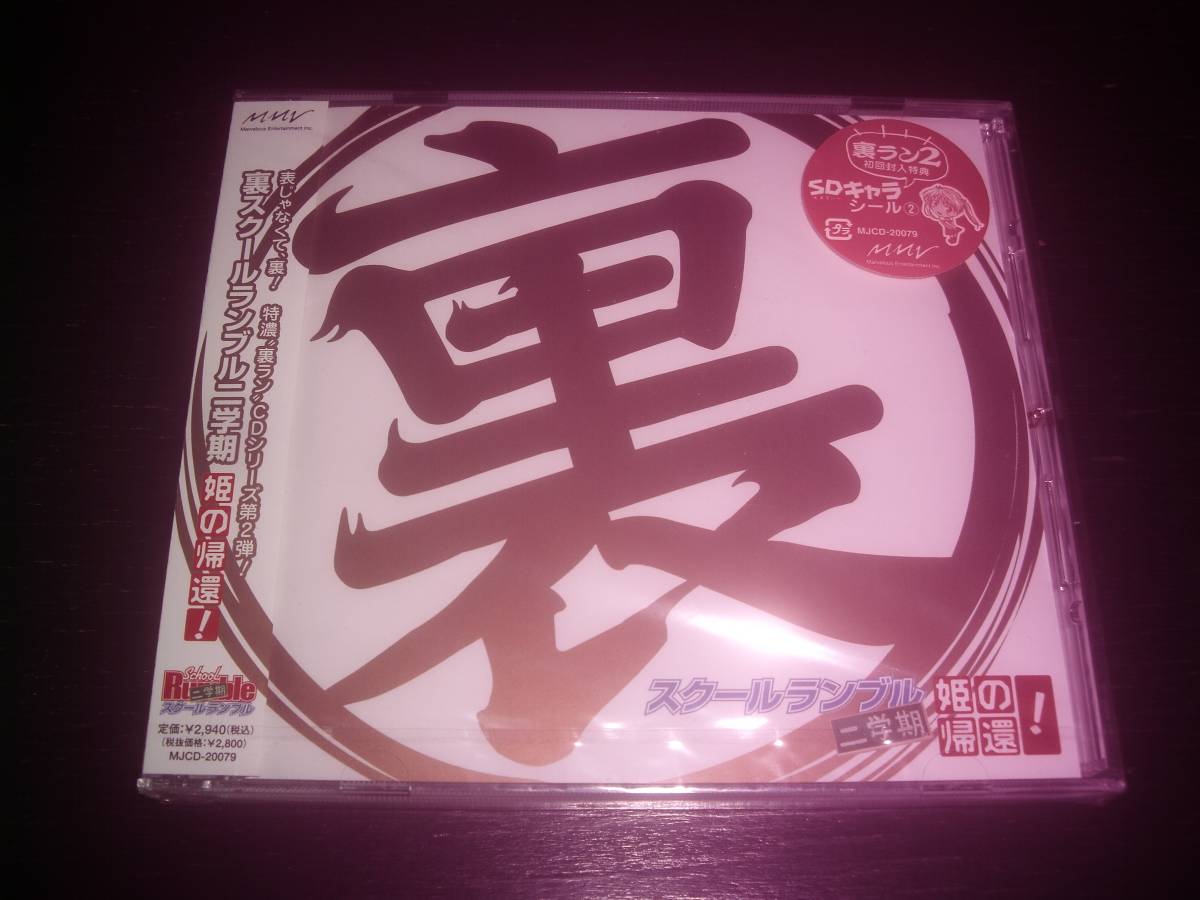 MMV
Marvelous Entertainment Inc.
表じゃなくて、裏! 特濃“裏ラン”CDシリーズ第2弾!
裏スクールランブル二学期 姫の帰還!
School
Rumble
二学期
スクールランブル
定価:¥2,940(税込)
(税抜価格:¥2,800)
MJCD-20079
裏
裏ラン2
初回封入特典
SDキャラ
シール②
タラ
MJCD-20079
MMV
Marvelous Entertainment Inc.
スクールランブル
二学期
姫の
帰還!